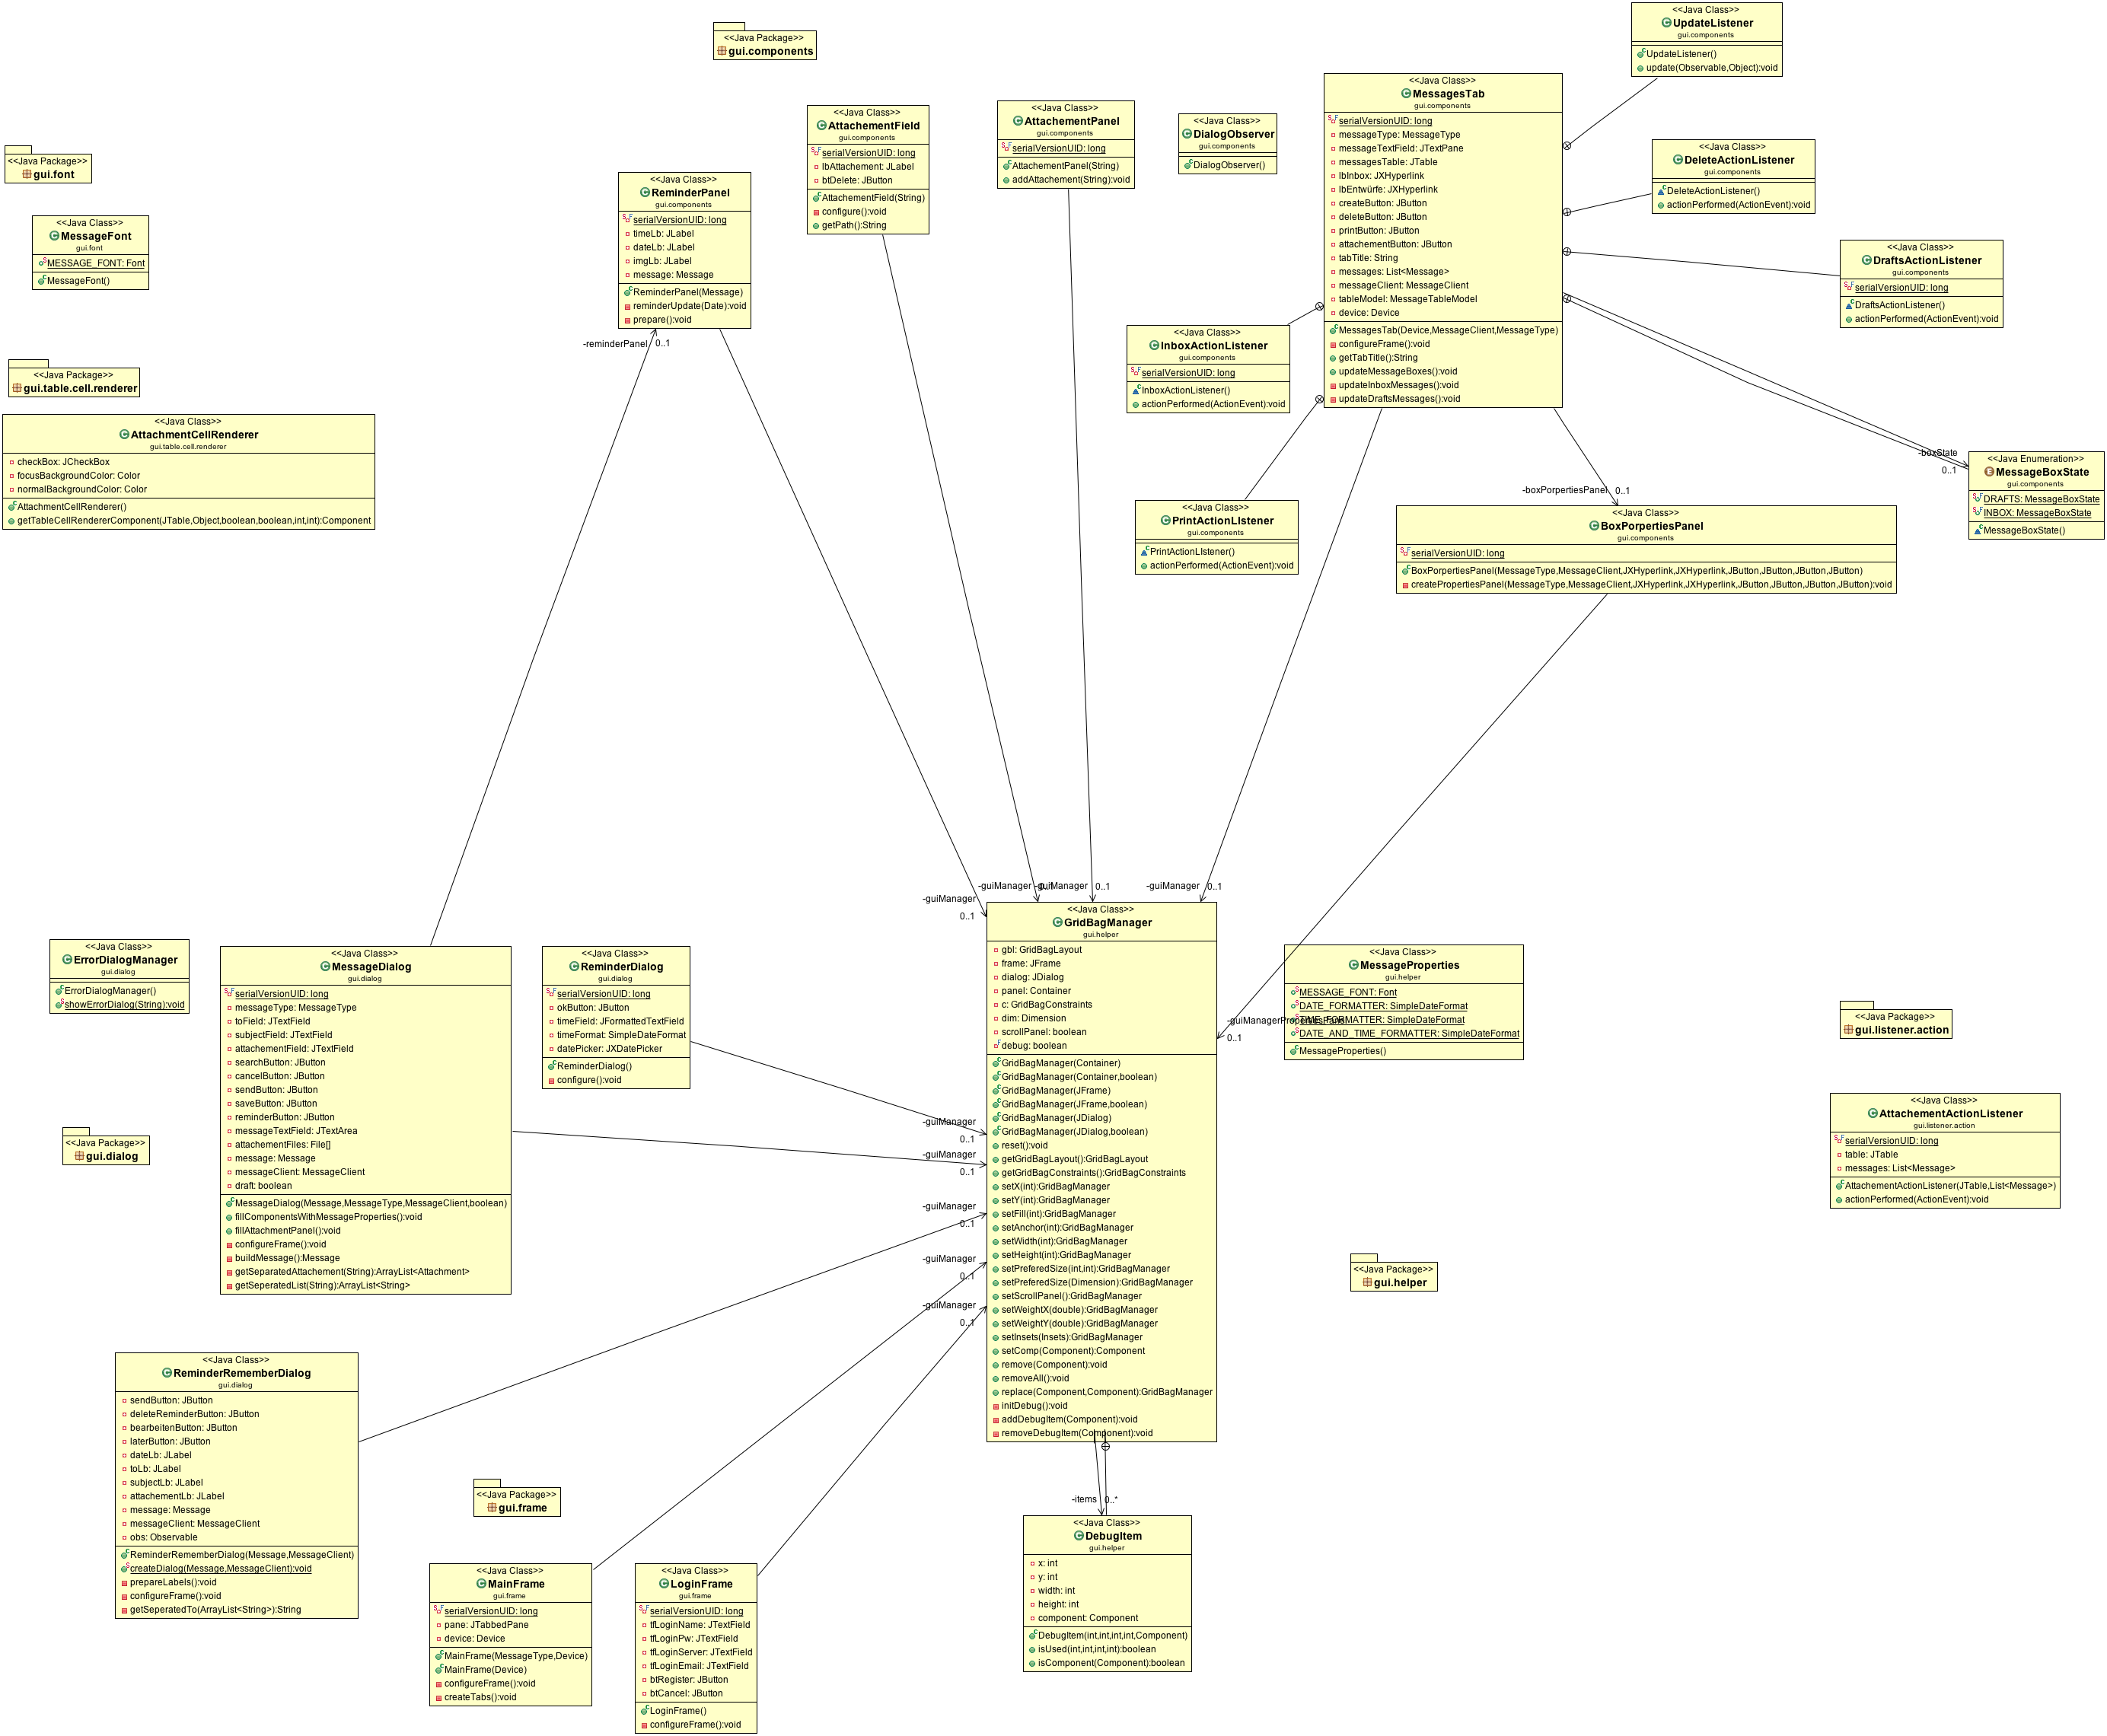 <<Java Package>>
gui.components
<<Java Class>>
UpdateListener
gui.components
UpdateListener()
update(Observable,Object):void
<<Java Class>>
MessagesTab
gui.components
serialVersionUID: long
messageType: MessageType
messageTextField: JTextPane
messagesTable: JTable
lbInbox: JXHyperlink
lbEntwürfe: JXHyperlink
createButton: JButton
deleteButton: JButton
printButton: JButton
attachementButton: JButton
tabTitle: String
messages: List<Message>
messageClient: MessageClient
tableModel: MessageTableModel
device: Device
MessagesTab(Device,MessageClient,MessageType)
configureFrame():void
getTabTitle():String
updateMessageBoxes():void
updateInboxMessages():void
updateDraftsMessages():void
<<Java Class>>
AttachementField
gui.components
serialVersionUID: long
lbAttachement: JLabel
btDelete: JButton
AttachementField(String)
configure():void
getPath():String
<<Java Class>>
AttachementPanel
gui.components
serialVersionUID: long
AttachementPanel(String)
addAttachement(String):void
<<Java Class>>
DialogObserver
gui.components
DialogObserver()
<<Java Class>>
DeleteActionListener
gui.components
DeleteActionListener()
actionPerformed(ActionEvent):void
<<Java Package>>
gui.font
<<Java Class>>
ReminderPanel
gui.components
serialVersionUID: long
timeLb: JLabel
dateLb: JLabel
imgLb: JLabel
message: Message
ReminderPanel(Message)
reminderUpdate(Date):void
prepare():void
<<Java Class>>
MessageFont
gui.font
MESSAGE_FONT: Font
MessageFont()
<<Java Class>>
DraftsActionListener
gui.components
serialVersionUID: long
DraftsActionListener()
actionPerformed(ActionEvent):void
<<Java Class>>
InboxActionListener
gui.components
serialVersionUID: long
InboxActionListener()
actionPerformed(ActionEvent):void
-reminderPanel
0..1
<<Java Package>>
gui.table.cell.renderer
<<Java Class>>
AttachmentCellRenderer
gui.table.cell.renderer
checkBox: JCheckBox
focusBackgroundColor: Color
normalBackgroundColor: Color
AttachmentCellRenderer()
getTableCellRendererComponent(JTable,Object,boolean,boolean,int,int):Component
-boxState
0..1
<<Java Enumeration>>
MessageBoxState
gui.components
DRAFTS: MessageBoxState
INBOX: MessageBoxState
MessageBoxState()
-boxPorpertiesPanel
0..1
<<Java Class>>
PrintActionLIstener
gui.components
PrintActionLIstener()
actionPerformed(ActionEvent):void
<<Java Class>>
BoxPorpertiesPanel
gui.components
serialVersionUID: long
BoxPorpertiesPanel(MessageType,MessageClient,JXHyperlink,JXHyperlink,JButton,JButton,JButton,JButton)
createPropertiesPanel(MessageType,MessageClient,JXHyperlink,JXHyperlink,JButton,JButton,JButton,JButton):void
-guiManager
0..1
-guiManager
0..1
-guiManager
0..1
-guiManager
0..1
<<Java Class>>
GridBagManager
gui.helper
gbl: GridBagLayout
frame: JFrame
dialog: JDialog
panel: Container
c: GridBagConstraints
dim: Dimension
scrollPanel: boolean
debug: boolean
GridBagManager(Container)
GridBagManager(Container,boolean)
GridBagManager(JFrame)
GridBagManager(JFrame,boolean)
GridBagManager(JDialog)
GridBagManager(JDialog,boolean)
reset():void
getGridBagLayout():GridBagLayout
getGridBagConstraints():GridBagConstraints
setX(int):GridBagManager
setY(int):GridBagManager
setFill(int):GridBagManager
setAnchor(int):GridBagManager
setWidth(int):GridBagManager
setHeight(int):GridBagManager
setPreferedSize(int,int):GridBagManager
setPreferedSize(Dimension):GridBagManager
setScrollPanel():GridBagManager
setWeightX(double):GridBagManager
setWeightY(double):GridBagManager
setInsets(Insets):GridBagManager
setComp(Component):Component
remove(Component):void
removeAll():void
replace(Component,Component):GridBagManager
initDebug():void
addDebugItem(Component):void
removeDebugItem(Component):void
<<Java Class>>
ErrorDialogManager
gui.dialog
ErrorDialogManager()
showErrorDialog(String):void
<<Java Class>>
MessageDialog
gui.dialog
serialVersionUID: long
messageType: MessageType
toField: JTextField
subjectField: JTextField
attachementField: JTextField
searchButton: JButton
cancelButton: JButton
sendButton: JButton
saveButton: JButton
reminderButton: JButton
messageTextField: JTextArea
attachementFiles: File[]
message: Message
messageClient: MessageClient
draft: boolean
MessageDialog(Message,MessageType,MessageClient,boolean)
fillComponentsWithMessageProperties():void
fillAttachmentPanel():void
configureFrame():void
buildMessage():Message
getSeparatedAttachement(String):ArrayList<Attachment>
getSeperatedList(String):ArrayList<String>
<<Java Class>>
ReminderDialog
gui.dialog
serialVersionUID: long
okButton: JButton
timeField: JFormattedTextField
timeFormat: SimpleDateFormat
datePicker: JXDatePicker
ReminderDialog()
configure():void
<<Java Class>>
MessageProperties
gui.helper
MESSAGE_FONT: Font
DATE_FORMATTER: SimpleDateFormat
TIME_FORMATTER: SimpleDateFormat
DATE_AND_TIME_FORMATTER: SimpleDateFormat
MessageProperties()
0..1
<<Java Package>>
gui.listener.action
<<Java Class>>
AttachementActionListener
gui.listener.action
serialVersionUID: long
table: JTable
messages: List<Message>
AttachementActionListener(JTable,List<Message>)
actionPerformed(ActionEvent):void
<<Java Package>>
gui.dialog
-guiManager
0..1
-guiManager
0..1
-guiManager
0..1
-guiManager
0..1
-guiManager
0..1
<<Java Package>>
gui.helper
<<Java Class>>
ReminderRememberDialog
gui.dialog
sendButton: JButton
deleteReminderButton: JButton
bearbeitenButton: JButton
laterButton: JButton
dateLb: JLabel
toLb: JLabel
subjectLb: JLabel
attachementLb: JLabel
message: Message
messageClient: MessageClient
obs: Observable
ReminderRememberDialog(Message,MessageClient)
createDialog(Message,MessageClient):void
prepareLabels():void
configureFrame():void
getSeperatedTo(ArrayList<String>):String
<<Java Package>>
gui.frame
-items
0..*
<<Java Class>>
DebugItem
gui.helper
x: int
y: int
width: int
height: int
component: Component
DebugItem(int,int,int,int,Component)
isUsed(int,int,int,int):boolean
isComponent(Component):boolean
<<Java Class>>
MainFrame
gui.frame
serialVersionUID: long
pane: JTabbedPane
device: Device
MainFrame(MessageType,Device)
MainFrame(Device)
configureFrame():void
createTabs():void
<<Java Class>>
LoginFrame
gui.frame
serialVersionUID: long
tfLoginName: JTextField
tfLoginPw: JTextField
tfLoginServer: JTextField
tfLoginEmail: JTextField
btRegister: JButton
btCancel: JButton
LoginFrame()
configureFrame():void